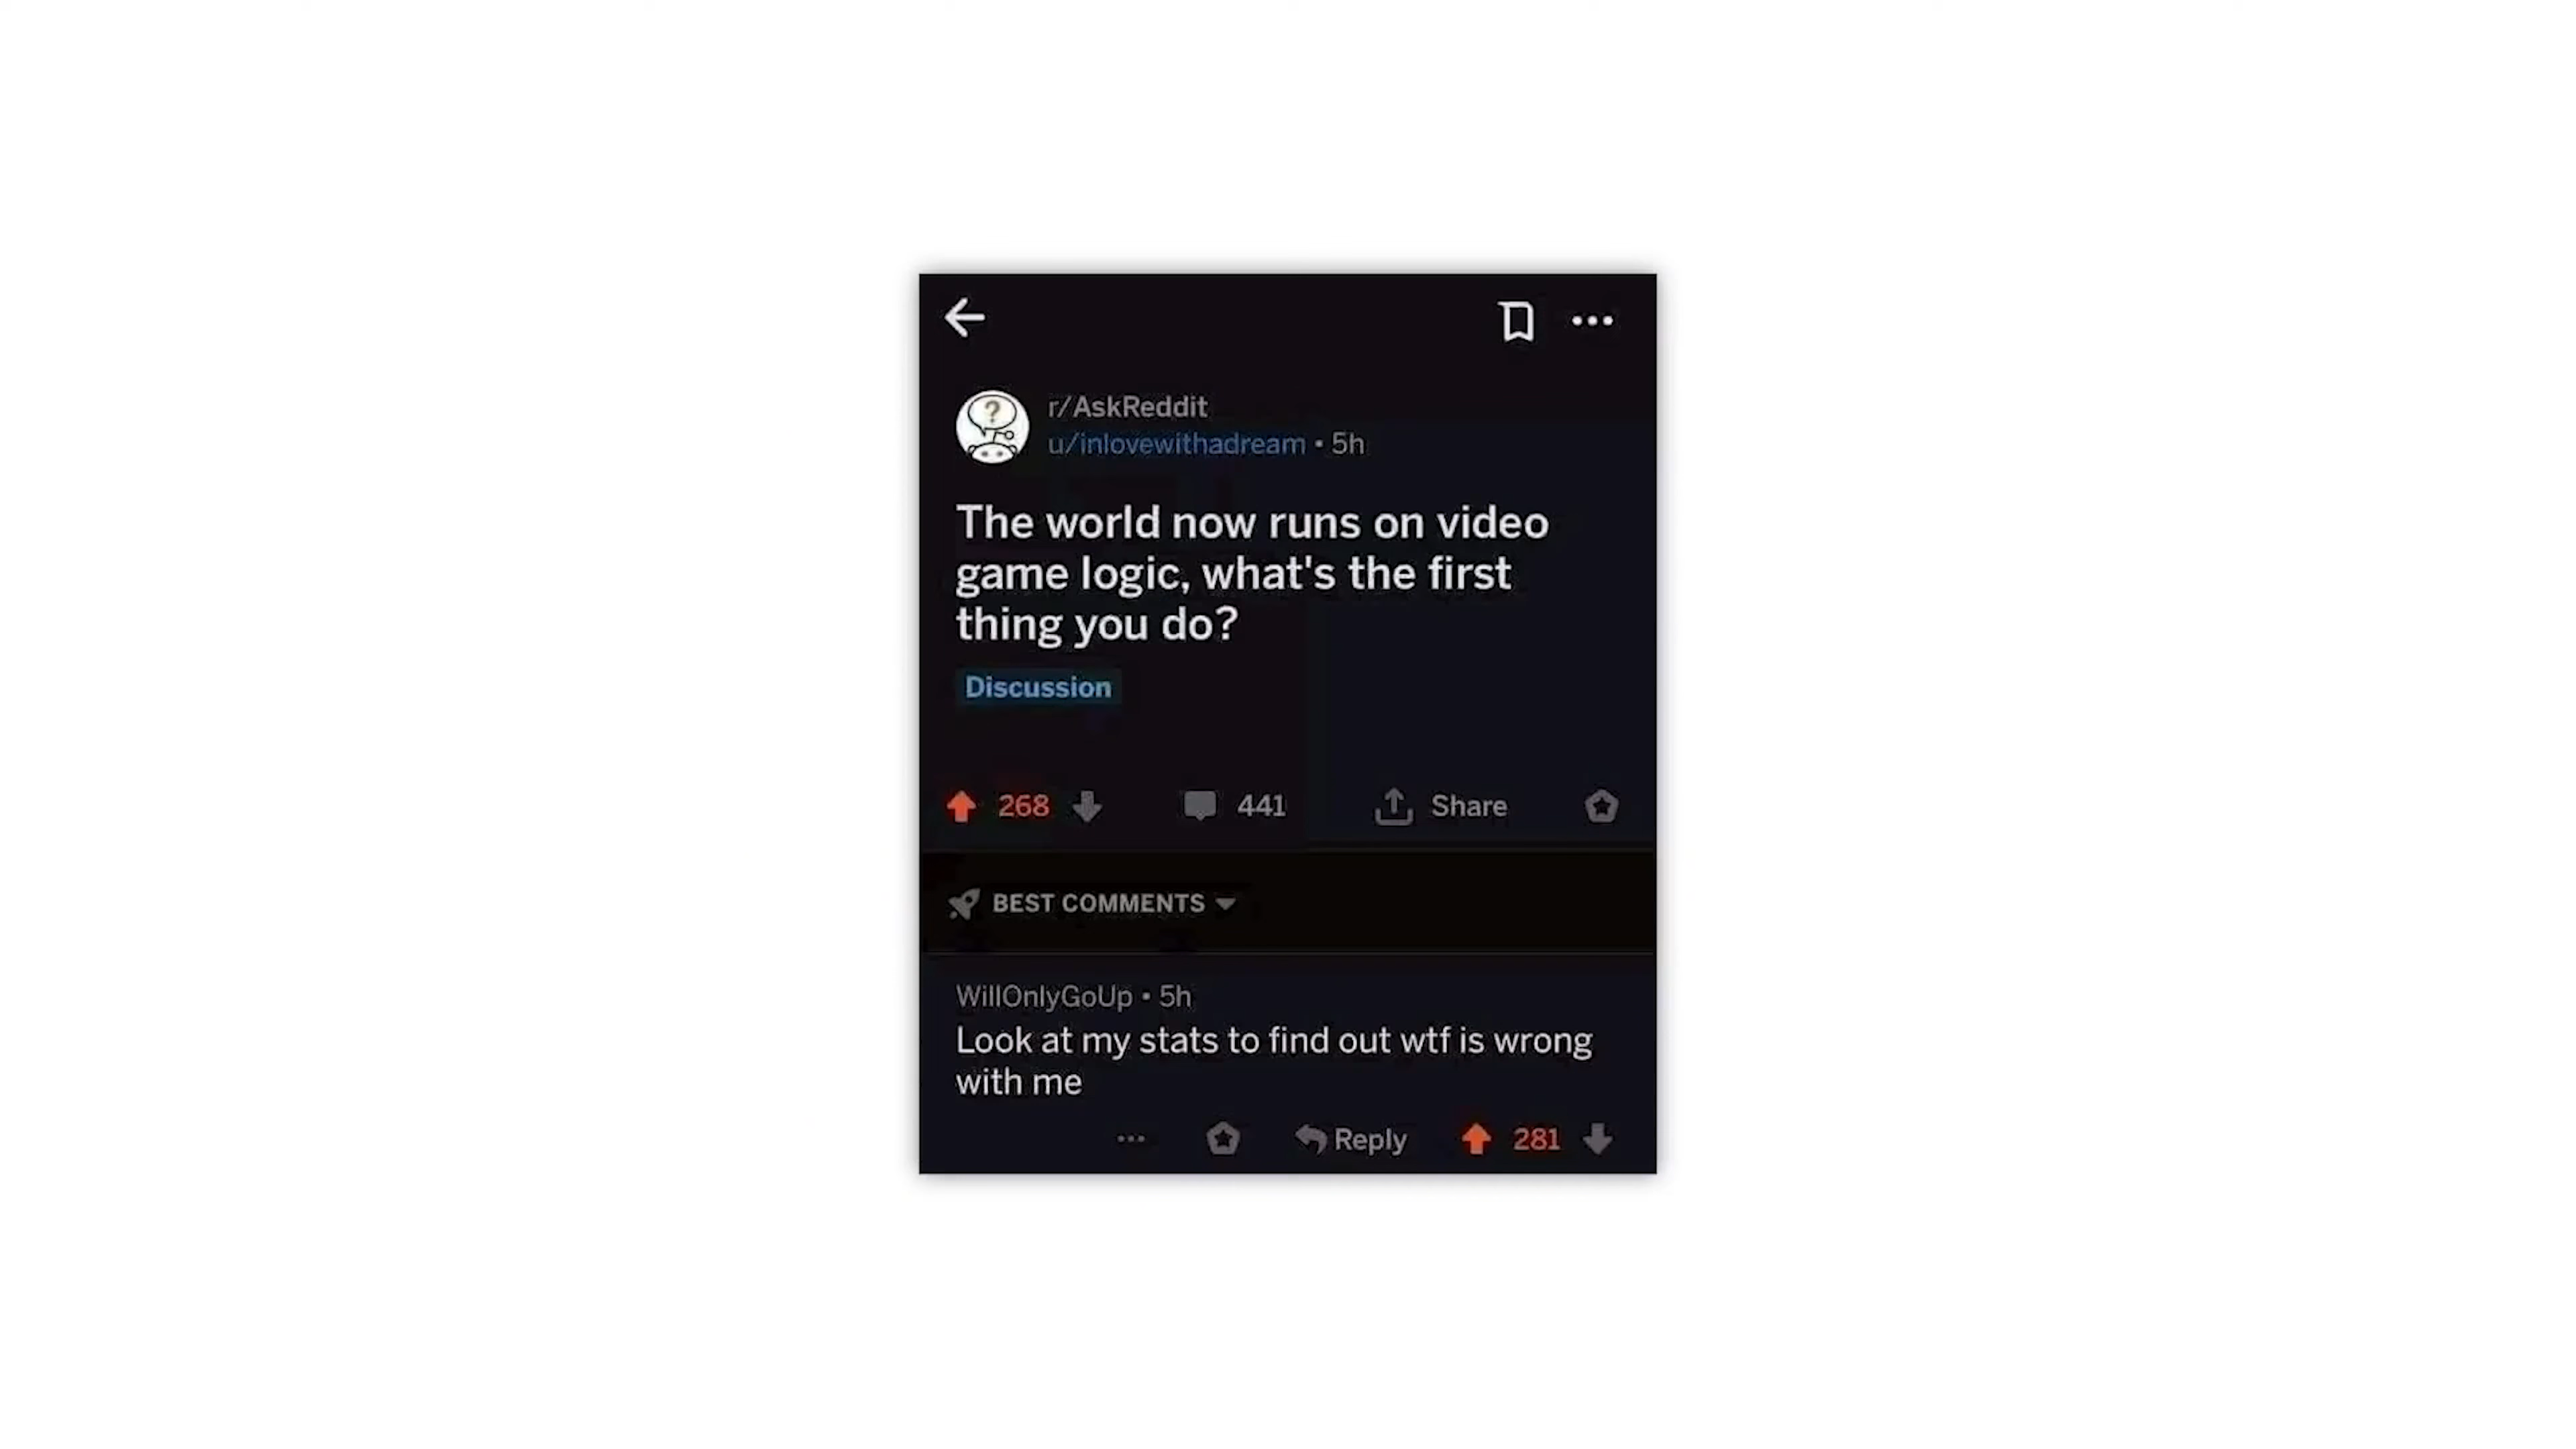 r/AskReddit
u/inlovewithadream • 5h
The world now runs on video
game logic, what's the first
thing you do?
Discussion
268 441 Share
BEST COMMENTS
WillOnlyGoUp • 5h
Look at my stats to find out wtf is wrong
with me
... Reply 281